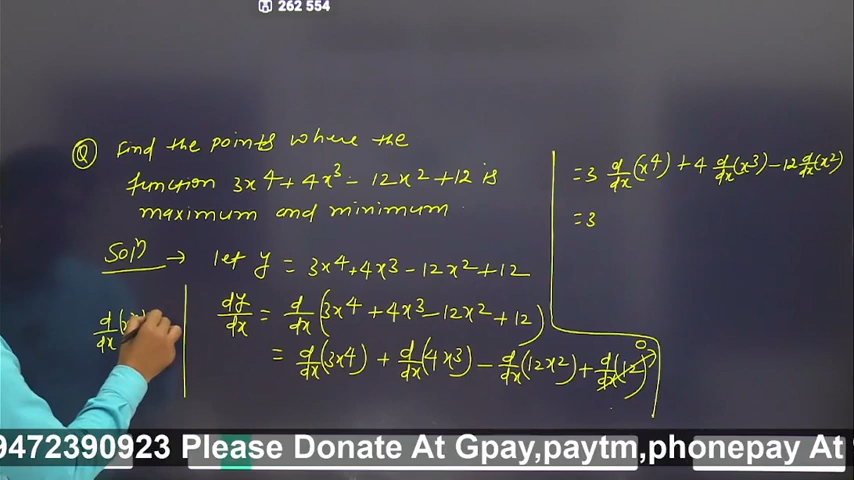 262 554
Q Find the points where the
function 3x⁴ + 4x³ - 12x² + 12 is
maximum and minimum
Solⁿ → let y = 3x⁴ + 4x³ - 12x² + 12
dy/dx = d/dx (3x⁴ + 4x³ - 12x² + 12)
= d/dx (3x⁴) + d/dx (4x³) - d/dx (12x²) + d/dx (12) 0
= 3 d/dx (x⁴) + 4 d/dx (x³) - 12 d/dx (x²)
= 3
d/dx (x
9472390923 Please Donate At Gpay,paytm,phonepay At